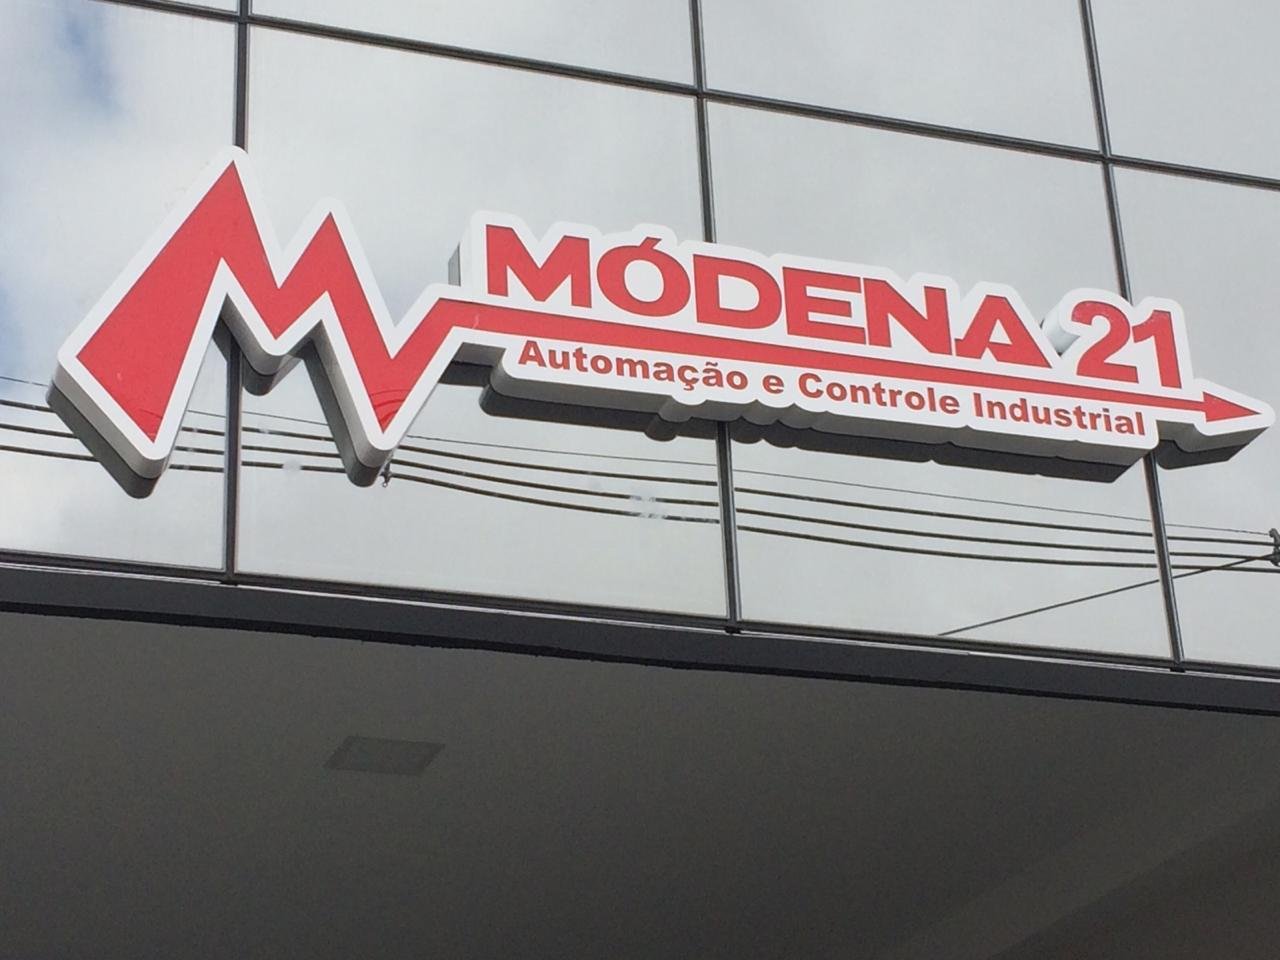 MÓDENA 21
Automação e Controle Industrial